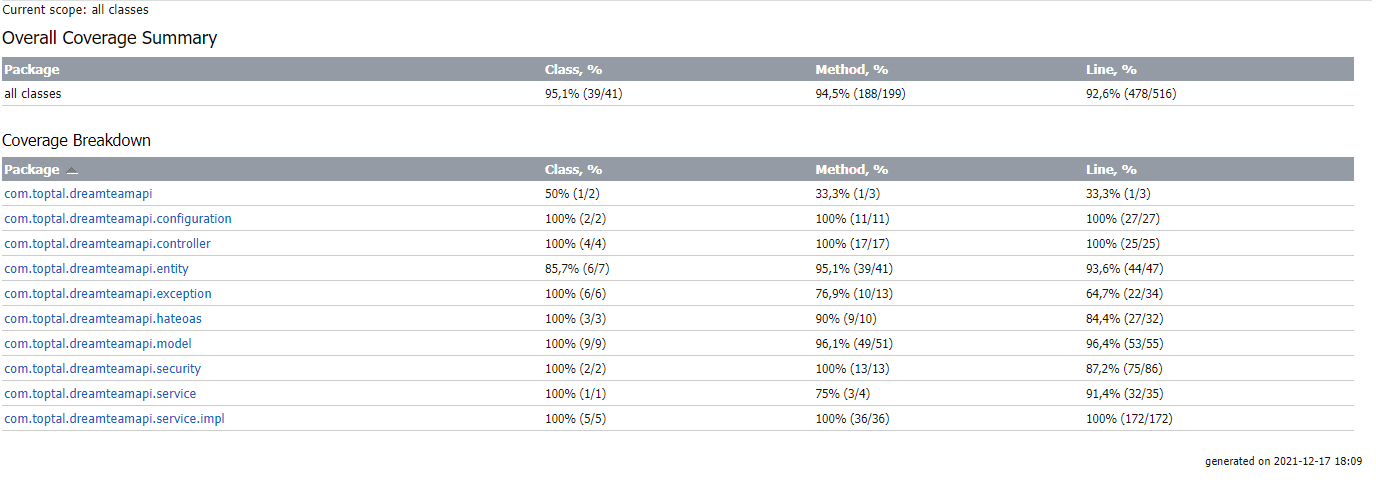 Current scope: all classes
Overall Coverage Summary
Package Class, % Method, % Line, %
all classes 95,1% (39/41) 94,5% (188/199) 92,6% (478/516)
Coverage Breakdown
Package Class, % Method, % Line, %
com.toptal.dreamteamapi 50% (1/2) 33,3% (1/3) 33,3% (1/3)
com.toptal.dreamteamapi.configuration 100% (2/2) 100% (11/11) 100% (27/27)
com.toptal.dreamteamapi.controller 100% (4/4) 100% (17/17) 100% (25/25)
com.toptal.dreamteamapi.entity 85,7% (6/7) 95,1% (39/41) 93,6% (44/47)
com.toptal.dreamteamapi.exception 100% (6/6) 76,9% (10/13) 64,7% (22/34)
com.toptal.dreamteamapi.hateoas 100% (3/3) 90% (9/10) 84,4% (27/32)
com.toptal.dreamteamapi.model 100% (9/9) 96,1% (49/51) 96,4% (53/55)
com.toptal.dreamteamapi.security 100% (2/2) 100% (13/13) 87,2% (75/86)
com.toptal.dreamteamapi.service 100% (1/1) 75% (3/4) 91,4% (32/35)
com.toptal.dreamteamapi.service.impl 100% (5/5) 100% (36/36) 100% (172/172)
generated on 2021-12-17 18:09